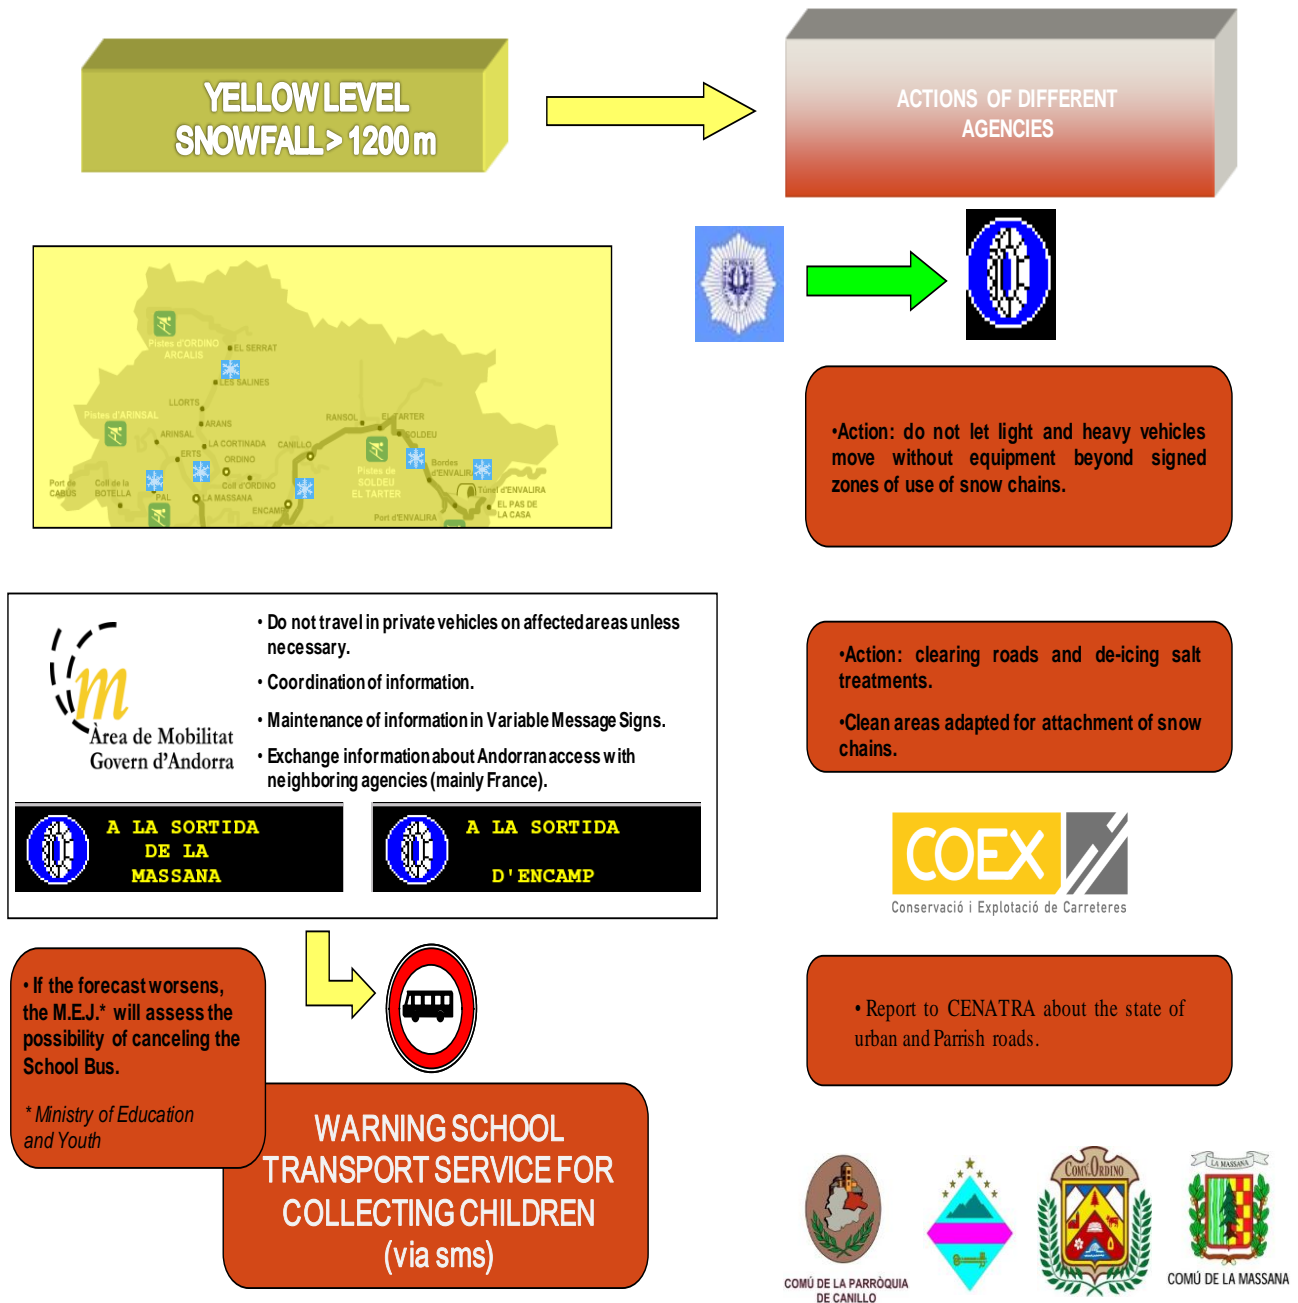 YELLOW LEVEL
SNOWFALL > 1200 m
ACTIONS OF DIFFERENT
AGENCIES
Pistes d'ORDINO
ARCALIS
EL SERRAT
LES SALINES
LLORTS
Pistes d'ARINSAL
ARANS
ARINSAL
LA CORTINADA
ERTS
ORDINO
CANILLO
RANSOL
EL TARTER
SOLDEU
Bordes
d'ENVALIRA
Pistes de
SOLDEU
EL TARTER
Port de
CABÚS
Coll de la
BOTELLA
PAL
LA MASSANA
Coll d'ORDINO
ENCAMP
Túnel d'ENVALIRA
EL PAS DE
LA CASA
Port d'ENVALIRA
•Action: do not let light and heavy vehicles
move without equipment beyond signed
zones of use of snow chains.
Àrea de Mobilitat
Govern d'Andorra
• Do not travel in private vehicles on affected areas unless
necessary.
• Coordination of information.
• Maintenance of information in Variable Message Signs.
• Exchange information about Andorran access with
neighboring agencies (mainly France).
A LA SORTIDA
DE LA
MASSANA
A LA SORTIDA
D'ENCAMP
•Action: clearing roads and de-icing salt
treatments.
•Clean areas adapted for attachment of snow
chains.
COEX
Conservació i Explotació de Carreteres
• If the forecast worsens,
the M.E.J.* will assess the
possibility of canceling the
School Bus.
* Ministry of Education
and Youth
WARNING SCHOOL
TRANSPORT SERVICE FOR
COLLECTING CHILDREN
(via sms)
• Report to CENATRA about the state of
urban and Parrish roads.
COMÚ DE LA PARRÒQUIA
DE CANILLO
COMV.ORDINO
LA MASSANA
COMÚ DE LA MASSANA